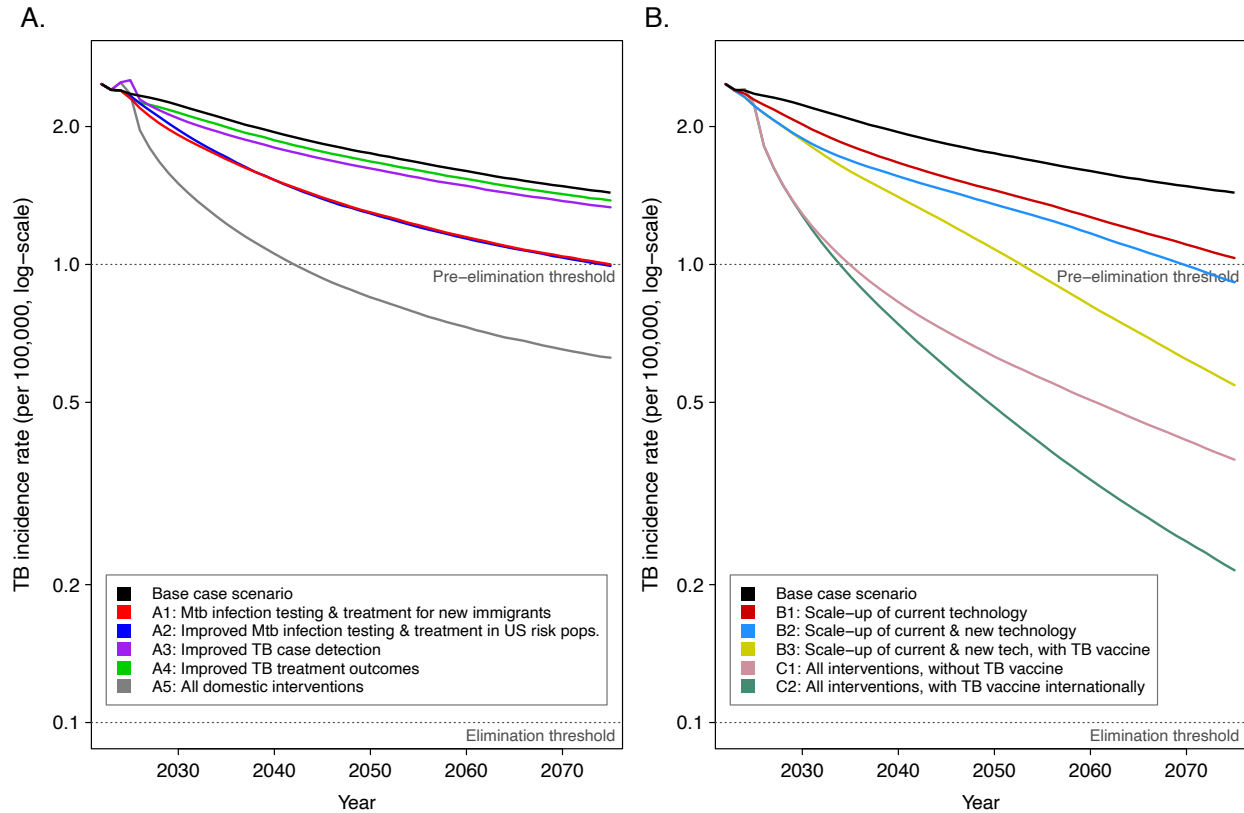 A.
TB incidence rate (per 100,000, log−scale)
2.0
1.0
0.5
0.2
0.1
Pre−elimination threshold
Base case scenario
A1: Mtb infection testing & treatment for new immigrants
A2: Improved Mtb infection testing & treatment in US risk pops.
A3: Improved TB case detection
A4: Improved TB treatment outcomes
A5: All domestic interventions
Elimination threshold
2030 2040 2050 2060 2070
Year
B.
TB incidence rate (per 100,000, log−scale)
2.0
1.0
0.5
0.2
0.1
Pre−elimination threshold
Base case scenario
B1: Scale−up of current technology
B2: Scale−up of current & new technology
B3: Scale−up of current & new tech, with TB vaccine
C1: All interventions, without TB vaccine
C2: All interventions, with TB vaccine internationally
Elimination threshold
2030 2040 2050 2060 2070
Year